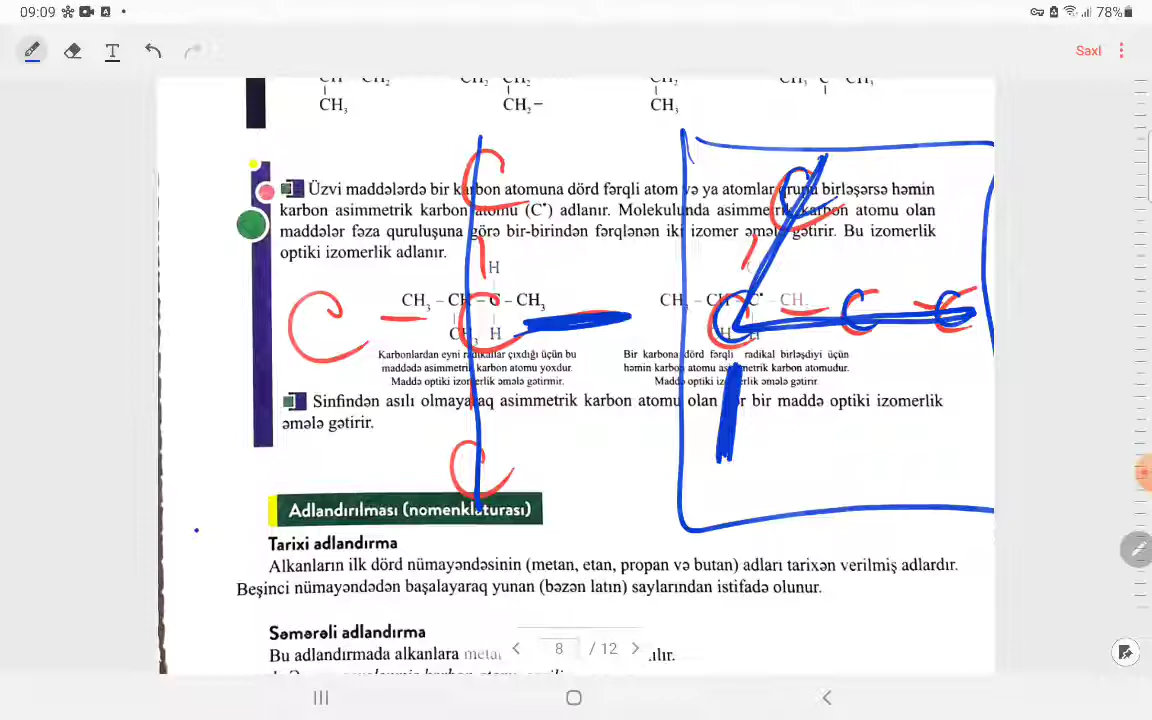 09:09
78%
T
Saxl
CH₃
CH₂–
CH₃
Üzvi maddələrdə bir karbon atomuna dörd fərqli atom və ya atomlar qrupu birləşərsə həmin
karbon asimmetrik karbon atomu (C*) adlanır. Molekulunda asimmetrik karbon atomu olan
maddələr fəza quruluşuna görə bir-birindən fərqlənən iki izomer əmələ gətirir. Bu izomerlik
optiki izomerlik adlanır.
C C
H
CH₃ – CH – C – CH₃
CH₃ H
CH₃ – CH – C* – CH₃
H H
C C C C C
Karbonlardan eyni radikallar çıxdığı üçün bu
maddədə asimmetrik karbon atomu yoxdur.
Maddə optiki izomerlik əmələ gətirmir.
Bir karbona dörd fərqli radikal birləşdiyi üçün
həmin karbon atomu asimmetrik karbon atomudur.
Maddə optiki izomerlik əmələ gətirir.
Sinfindən asılı olmayaraq asimmetrik karbon atomu olan hər bir maddə optiki izomerlik
əmələ gətirir.
C
Adlandırılması (nomenklaturası)
Tarixi adlandırma
Alkanların ilk dörd nümayəndəsinin (metan, etan, propan və butan) adları tarixən verilmiş adlardır.
Beşinci nümayəndədən başalayaraq yunan (bəzən latın) saylarından istifadə olunur.
Səmərəli adlandırma
Bu adlandırmada alkanlara
8 / 12